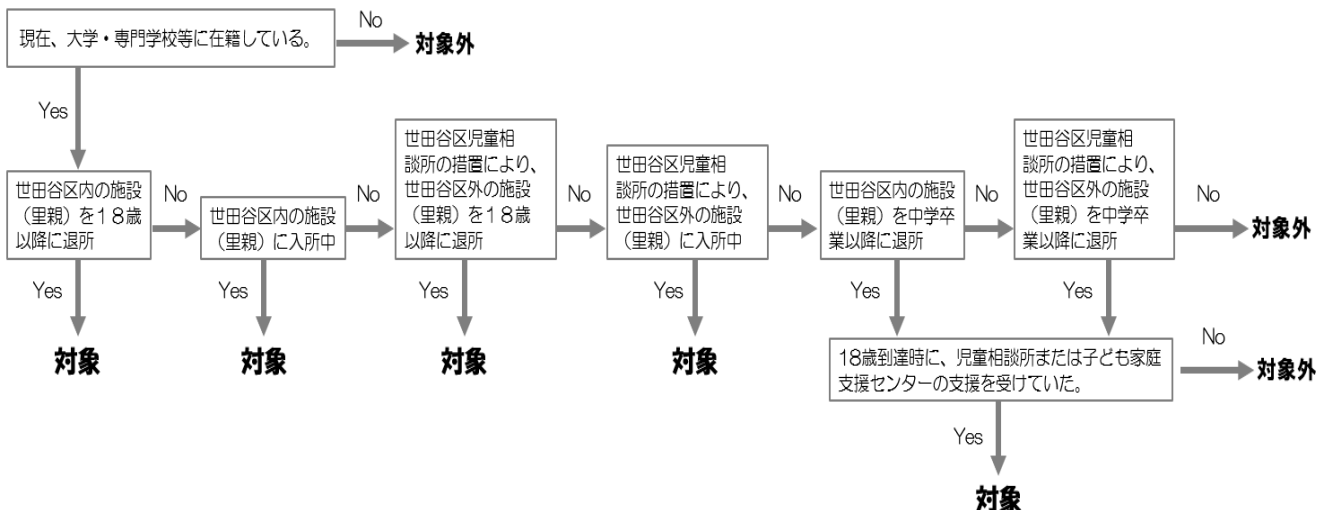 現在、大学・専門学校等に在籍している。
No
対象外
Yes
世田谷区内の施設
（里親）を１８歳
以降に退所
No
世田谷区内の施設
（里親）に入所中
No
世田谷区児童相
談所の措置により、
世田谷区外の施設
（里親）を１８歳
以降に退所
No
世田谷区児童相
談所の措置により、
世田谷区外の施設
（里親）に入所中
No
世田谷区内の施設
（里親）を中学卒
業以降に退所
No
世田谷区児童相
談所の措置により、
世田谷区外の施設
（里親）を中学卒
業以降に退所
No
対象外
Yes
Yes
Yes
Yes
Yes
Yes
対象
対象
対象
対象
18歳到達時に、児童相談所または子ども家庭
支援センターの支援を受けていた。
No
対象外
Yes
対象